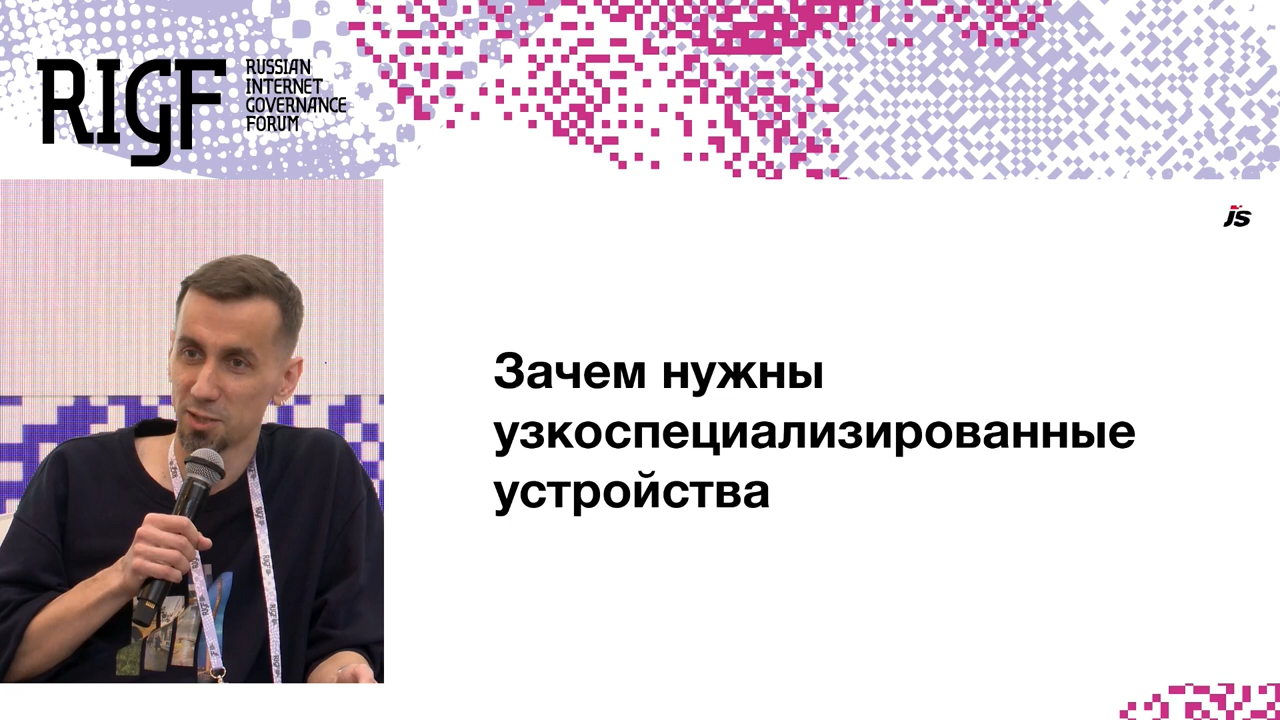 RIGF
RUSSIAN
INTERNET
GOVERNANCE
FORUM
js
Зачем нужны
узкоспециализированные
устройства